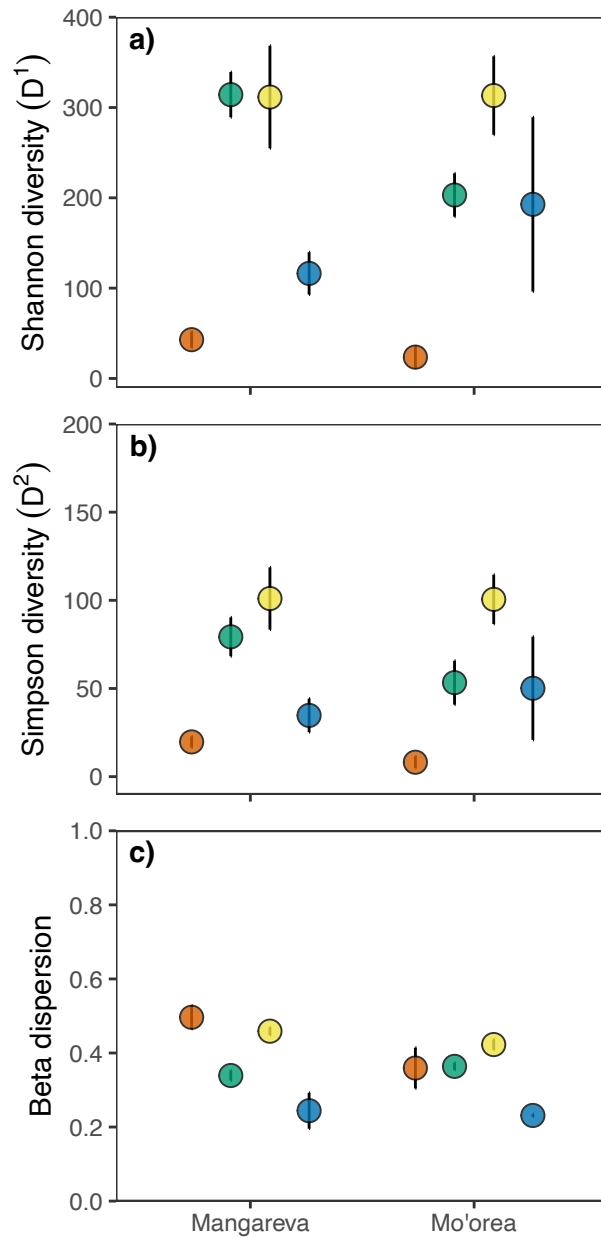 a)
Shannon diversity (D¹)
400
300
200
100
0
b)
Simpson diversity (D²)
200
150
100
50
0
c)
Beta dispersion
1.0
0.8
0.6
0.4
0.2
0.0
Mangareva
Mo'orea